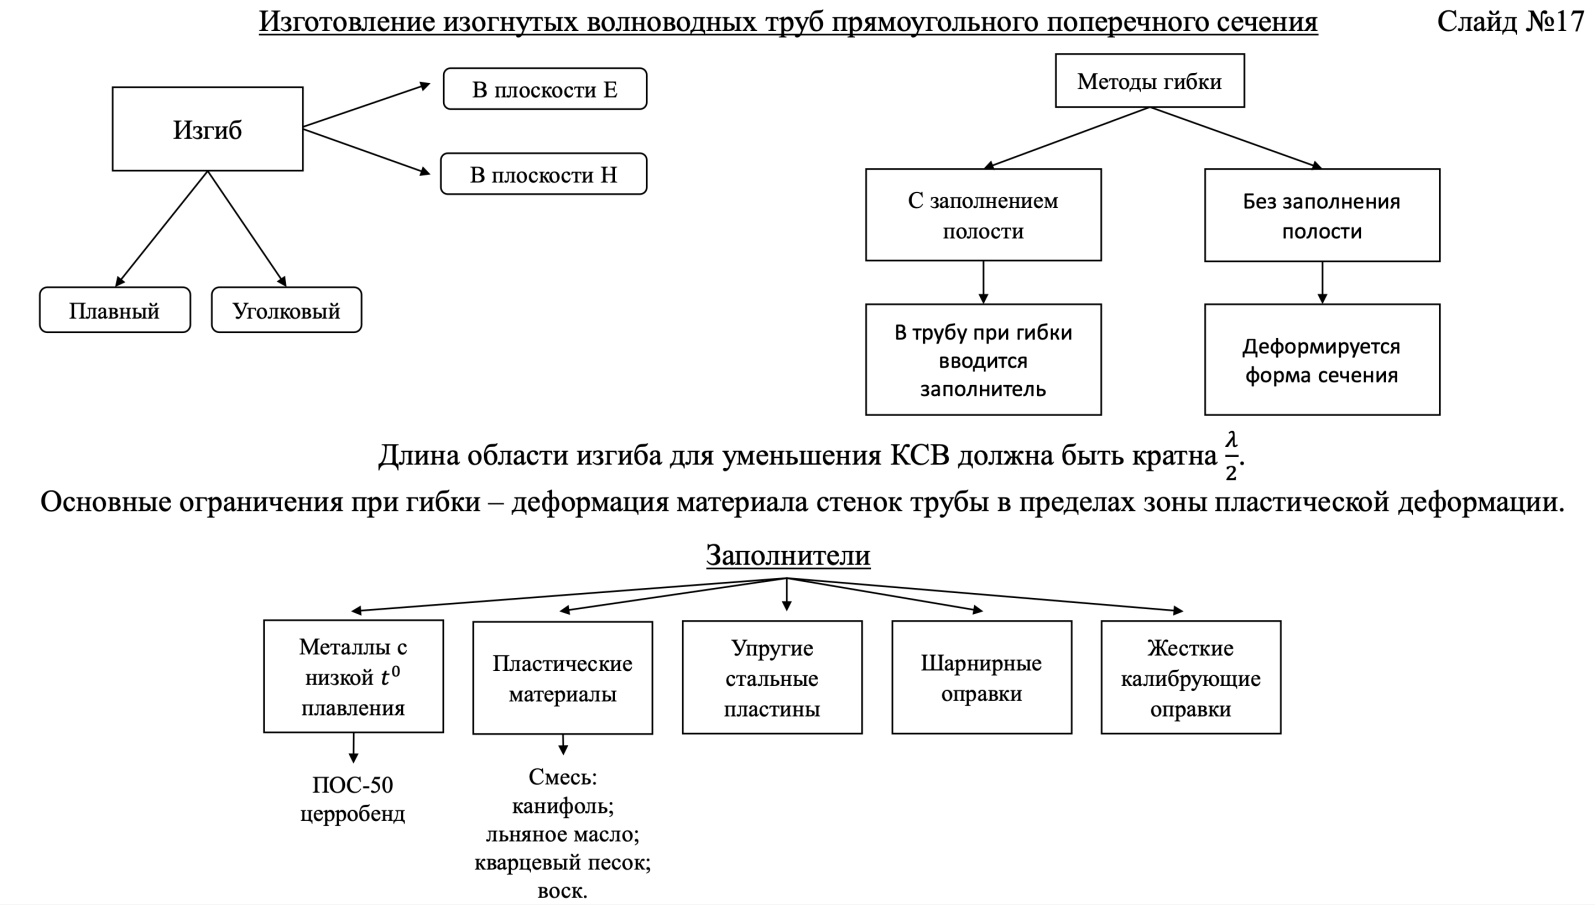 Изготовление изогнутых волноводных труб прямоугольного поперечного сечения
Слайд №17
Изгиб
В плоскости Е
В плоскости Н
Плавный
Уголковый
Методы гибки
С заполнением
полости
Без заполнения
полости
В трубу при гибки
вводится
заполнитель
Деформируется
форма сечения
Длина области изгиба для уменьшения КСВ должна быть кратна λ/2.
Основные ограничения при гибки – деформация материала стенок трубы в пределах зоны пластической деформации.
Заполнители
Металлы с
низкой t⁰
плавления
Пластические
материалы
Упругие
стальные
пластины
Шарнирные
оправки
Жесткие
калибрующие
оправки
ПОС-50
церробенд
Смесь:
канифоль;
льняное масло;
кварцевый песок;
воск.